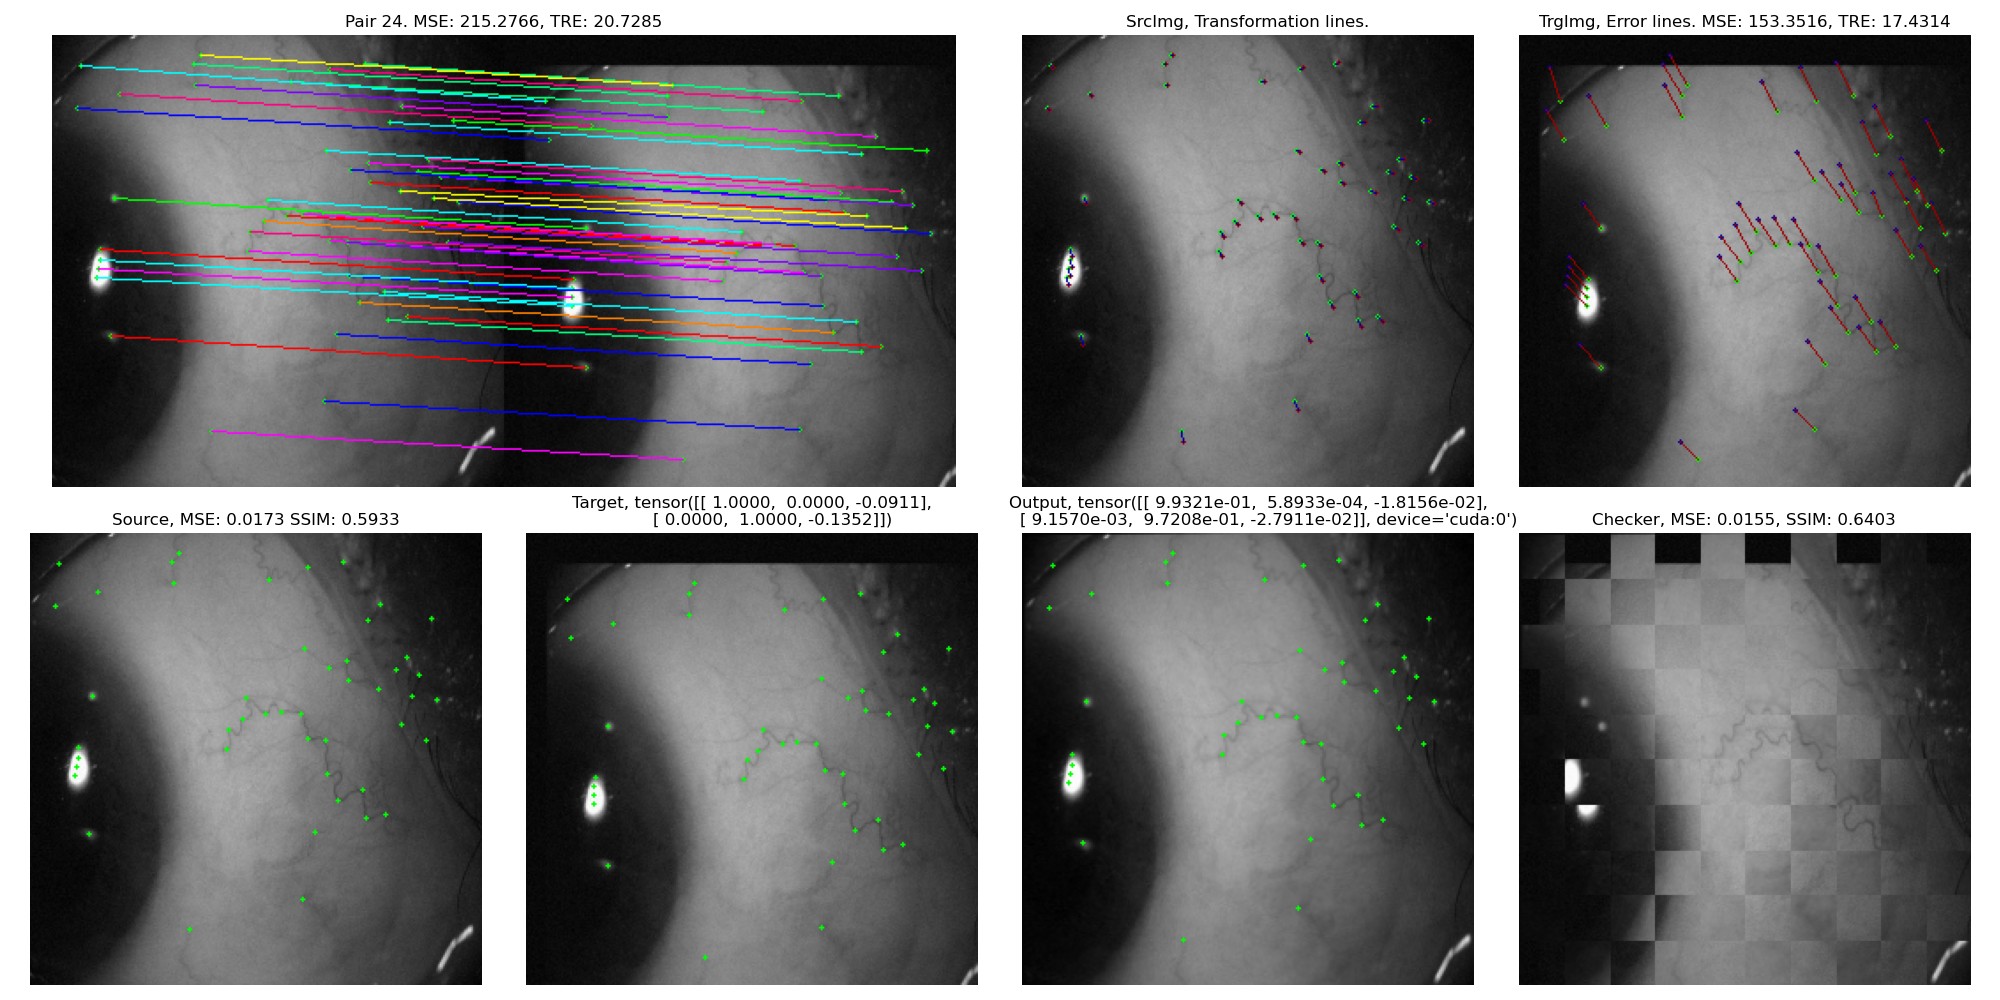 Pair 24. MSE: 215.2766, TRE: 20.7285
SrcImg, Transformation lines.
TrgImg, Error lines. MSE: 153.3516, TRE: 17.4314
Source, MSE: 0.0173 SSIM: 0.5933
Target, tensor([[ 1.0000,  0.0000, -0.0911],
[ 0.0000,  1.0000, -0.1352]])
Output, tensor([[ 9.9321e-01,  5.8933e-04, -1.8156e-02],
[ 9.1570e-03,  9.7208e-01, -2.7911e-02]], device='cuda:0')
Checker, MSE: 0.0155, SSIM: 0.6403